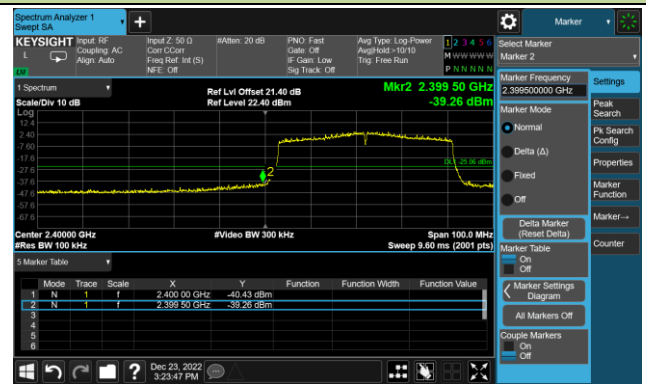 Spectrum Analyzer 1
Swept SA
+
Marker
KEYSIGHT
L
Input: RF
Coupling: AC
Align: Auto
Input Z: 50 Ω
Corr CCorr
Freq Ref: Int (S)
NFE: Off
#Atten: 20 dB
PNO: Fast
Gate: Off
IF Gain: Low
Sig Track: Off
Avg Type: Log-Power
Avg|Hold:>10/10
Trig: Free Run
1 2 3 4 5 6
M W W W W W
P N N N N N
Select Marker
Marker 2
1 Spectrum
Scale/Div 10 dB
Log
Ref Lvl Offset 21.40 dB
Ref Level 22.40 dBm
Mkr2 2.399 50 GHz
-39.26 dBm
12.4
2.40
-7.60
-17.6
-27.6
-37.6
-47.6
-57.6
-67.6
2
DL1 -25.06 dBm
Center 2.40000 GHz
#Res BW 100 kHz
#Video BW 300 kHz
Span 100.0 MHz
Sweep 9.60 ms (2001 pts)
5 Marker Table
Mode Trace Scale X Y Function Function Width Function Value
1 N 1 f 2.400 00 GHz -40.43 dBm
2 N 1 f 2.399 50 GHz -39.26 dBm
3
4
5
6
Marker Frequency
2.399500000 GHz
Marker Mode
Normal
Delta (Δ)
Fixed
Off
Delta Marker
(Reset Delta)
Marker Table
On
Off
Marker Settings
Diagram
All Markers Off
Couple Markers
On
Off
Settings
Peak
Search
Pk Search
Config
Properties
Marker
Function
Marker→
Counter
?
Dec 23, 2022
3:23:47 PM